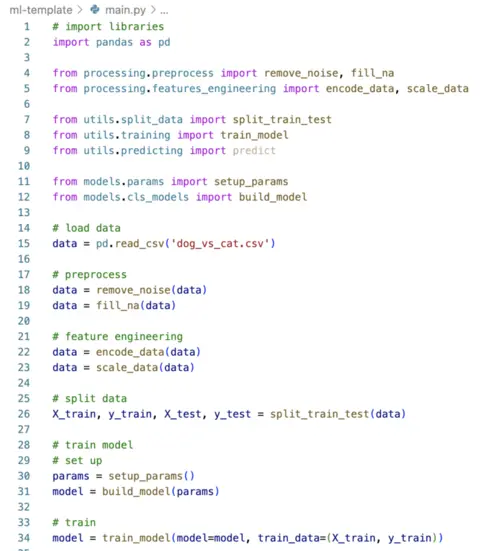 ml-template > main.py > ...
1 # import libraries
2 import pandas as pd
3
4 from processing.preprocess import remove_noise, fill_na
5 from processing.features_engineering import encode_data, scale_data
6
7 from utils.split_data import split_train_test
8 from utils.training import train_model
9 from utils.predicting import predict
10
11 from models.params import setup_params
12 from models.cls_models import build_model
13
14 # load data
15 data = pd.read_csv('dog_vs_cat.csv')
16
17 # preprocess
18 data = remove_noise(data)
19 data = fill_na(data)
20
21 # feature engineering
22 data = encode_data(data)
23 data = scale_data(data)
24
25 # split data
26 X_train, y_train, X_test, y_test = split_train_test(data)
27
28 # train model
29 # set up
30 params = setup_params()
31 model = build_model(params)
32
33 # train
34 model = train_model(model=model, train_data=(X_train, y_train))